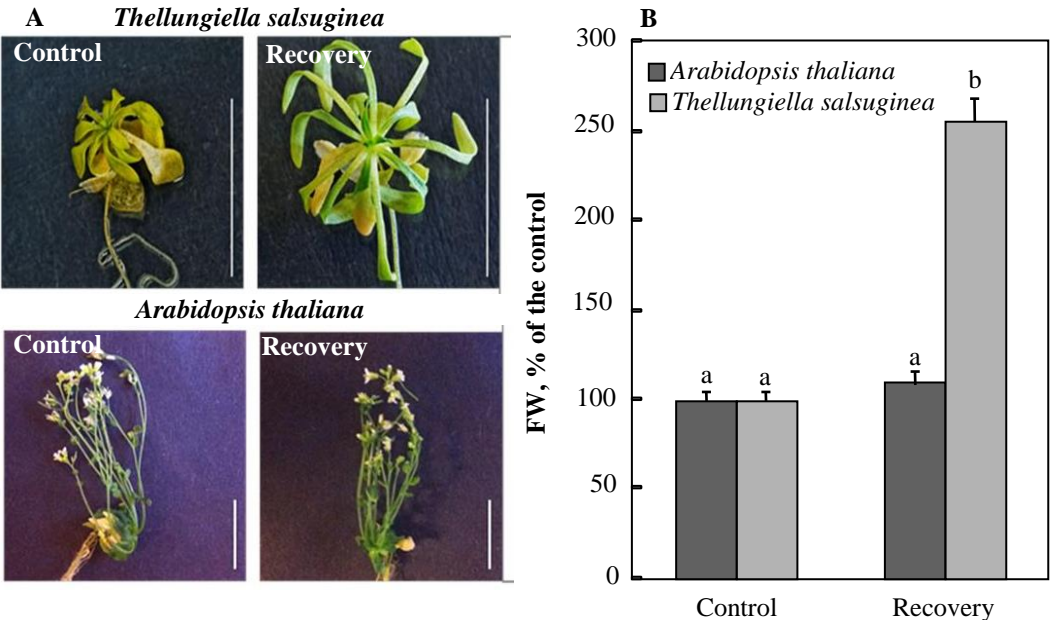 A
Thellungiella salsuginea
Control
Recovery
Arabidopsis thaliana
Control
Recovery
B
FW, % of the control
300
250
200
150
100
50
0
Arabidopsis thaliana
Thellungiella salsuginea
a
a
a
b
Control
Recovery